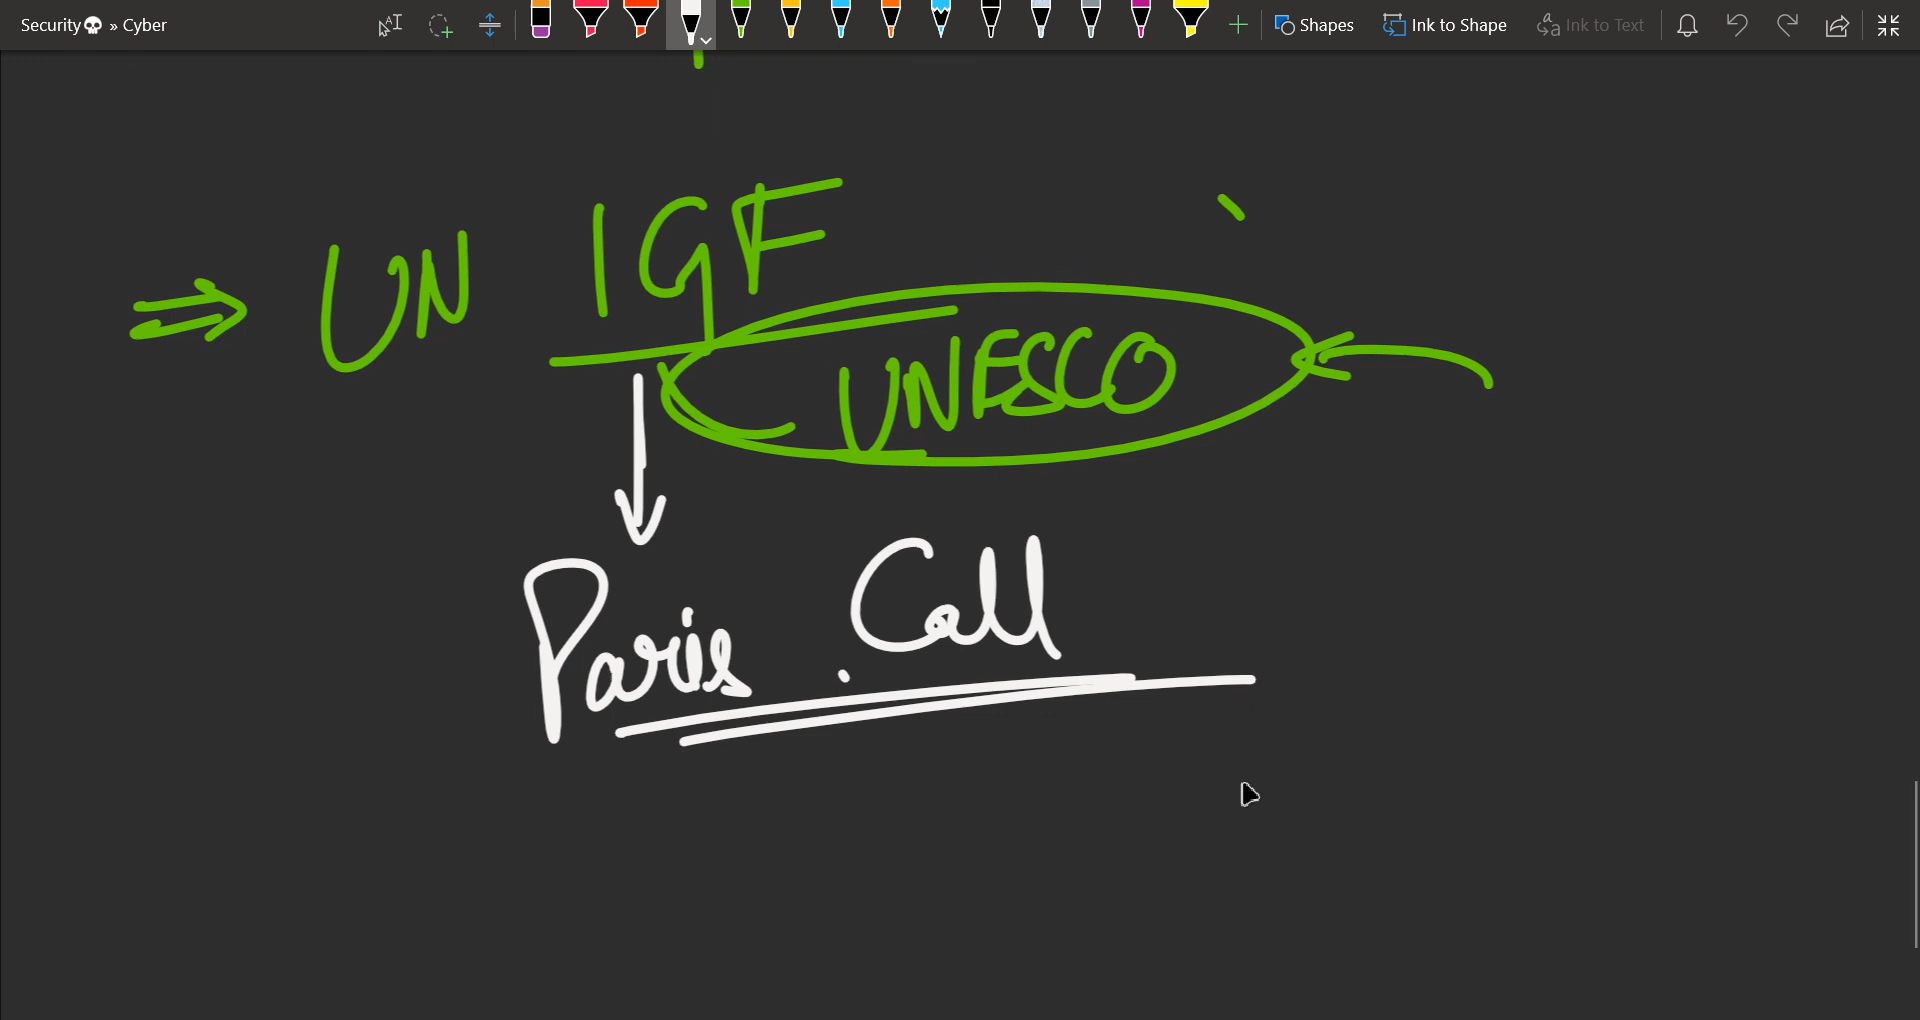 Security💀 » Cyber
Shapes
Ink to Shape
Ink to Text
⇒ UN IGF
UNESCO
Paris Call